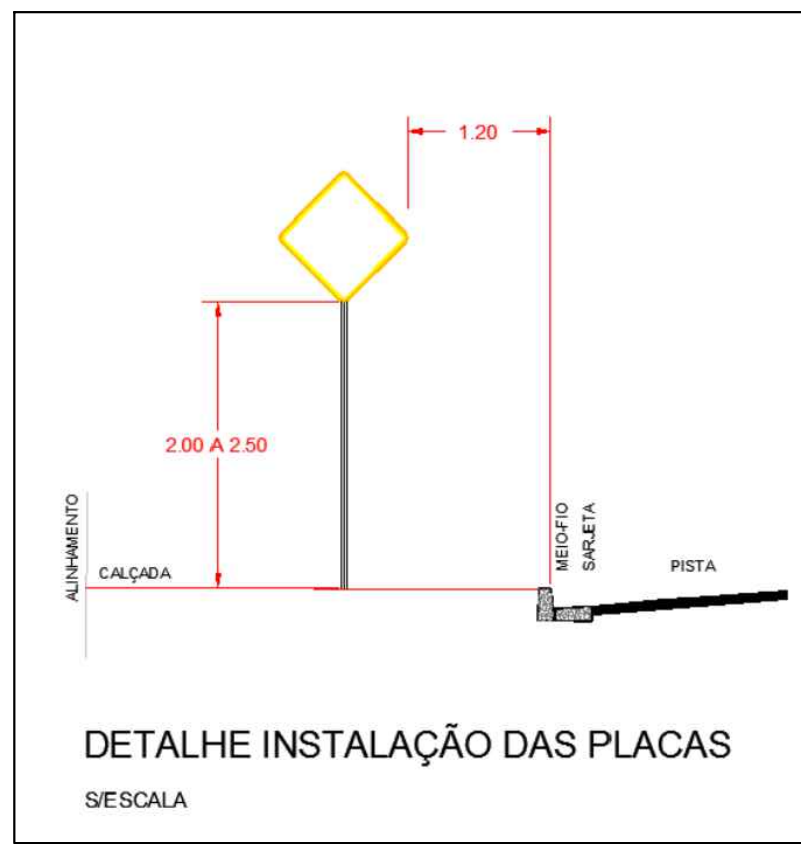 1.20
2.00 A 2.50
ALINHAMENTO
CALÇADA
MEIO-FIO
SARJETA
PISTA
DETALHE INSTALAÇÃO DAS PLACAS
S/ESCALA